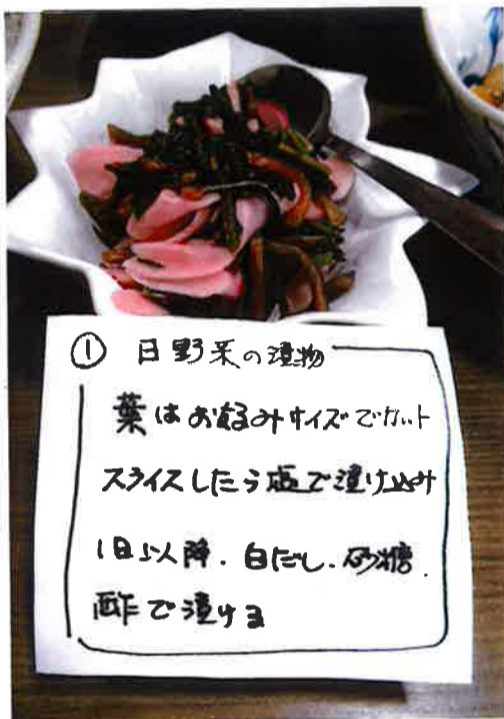 ① 日野菜の漬物
葉はお好みサイズでカット
スライスしたら塩で漬け込み
1日以降、白だし、砂糖、
酢で漬ける